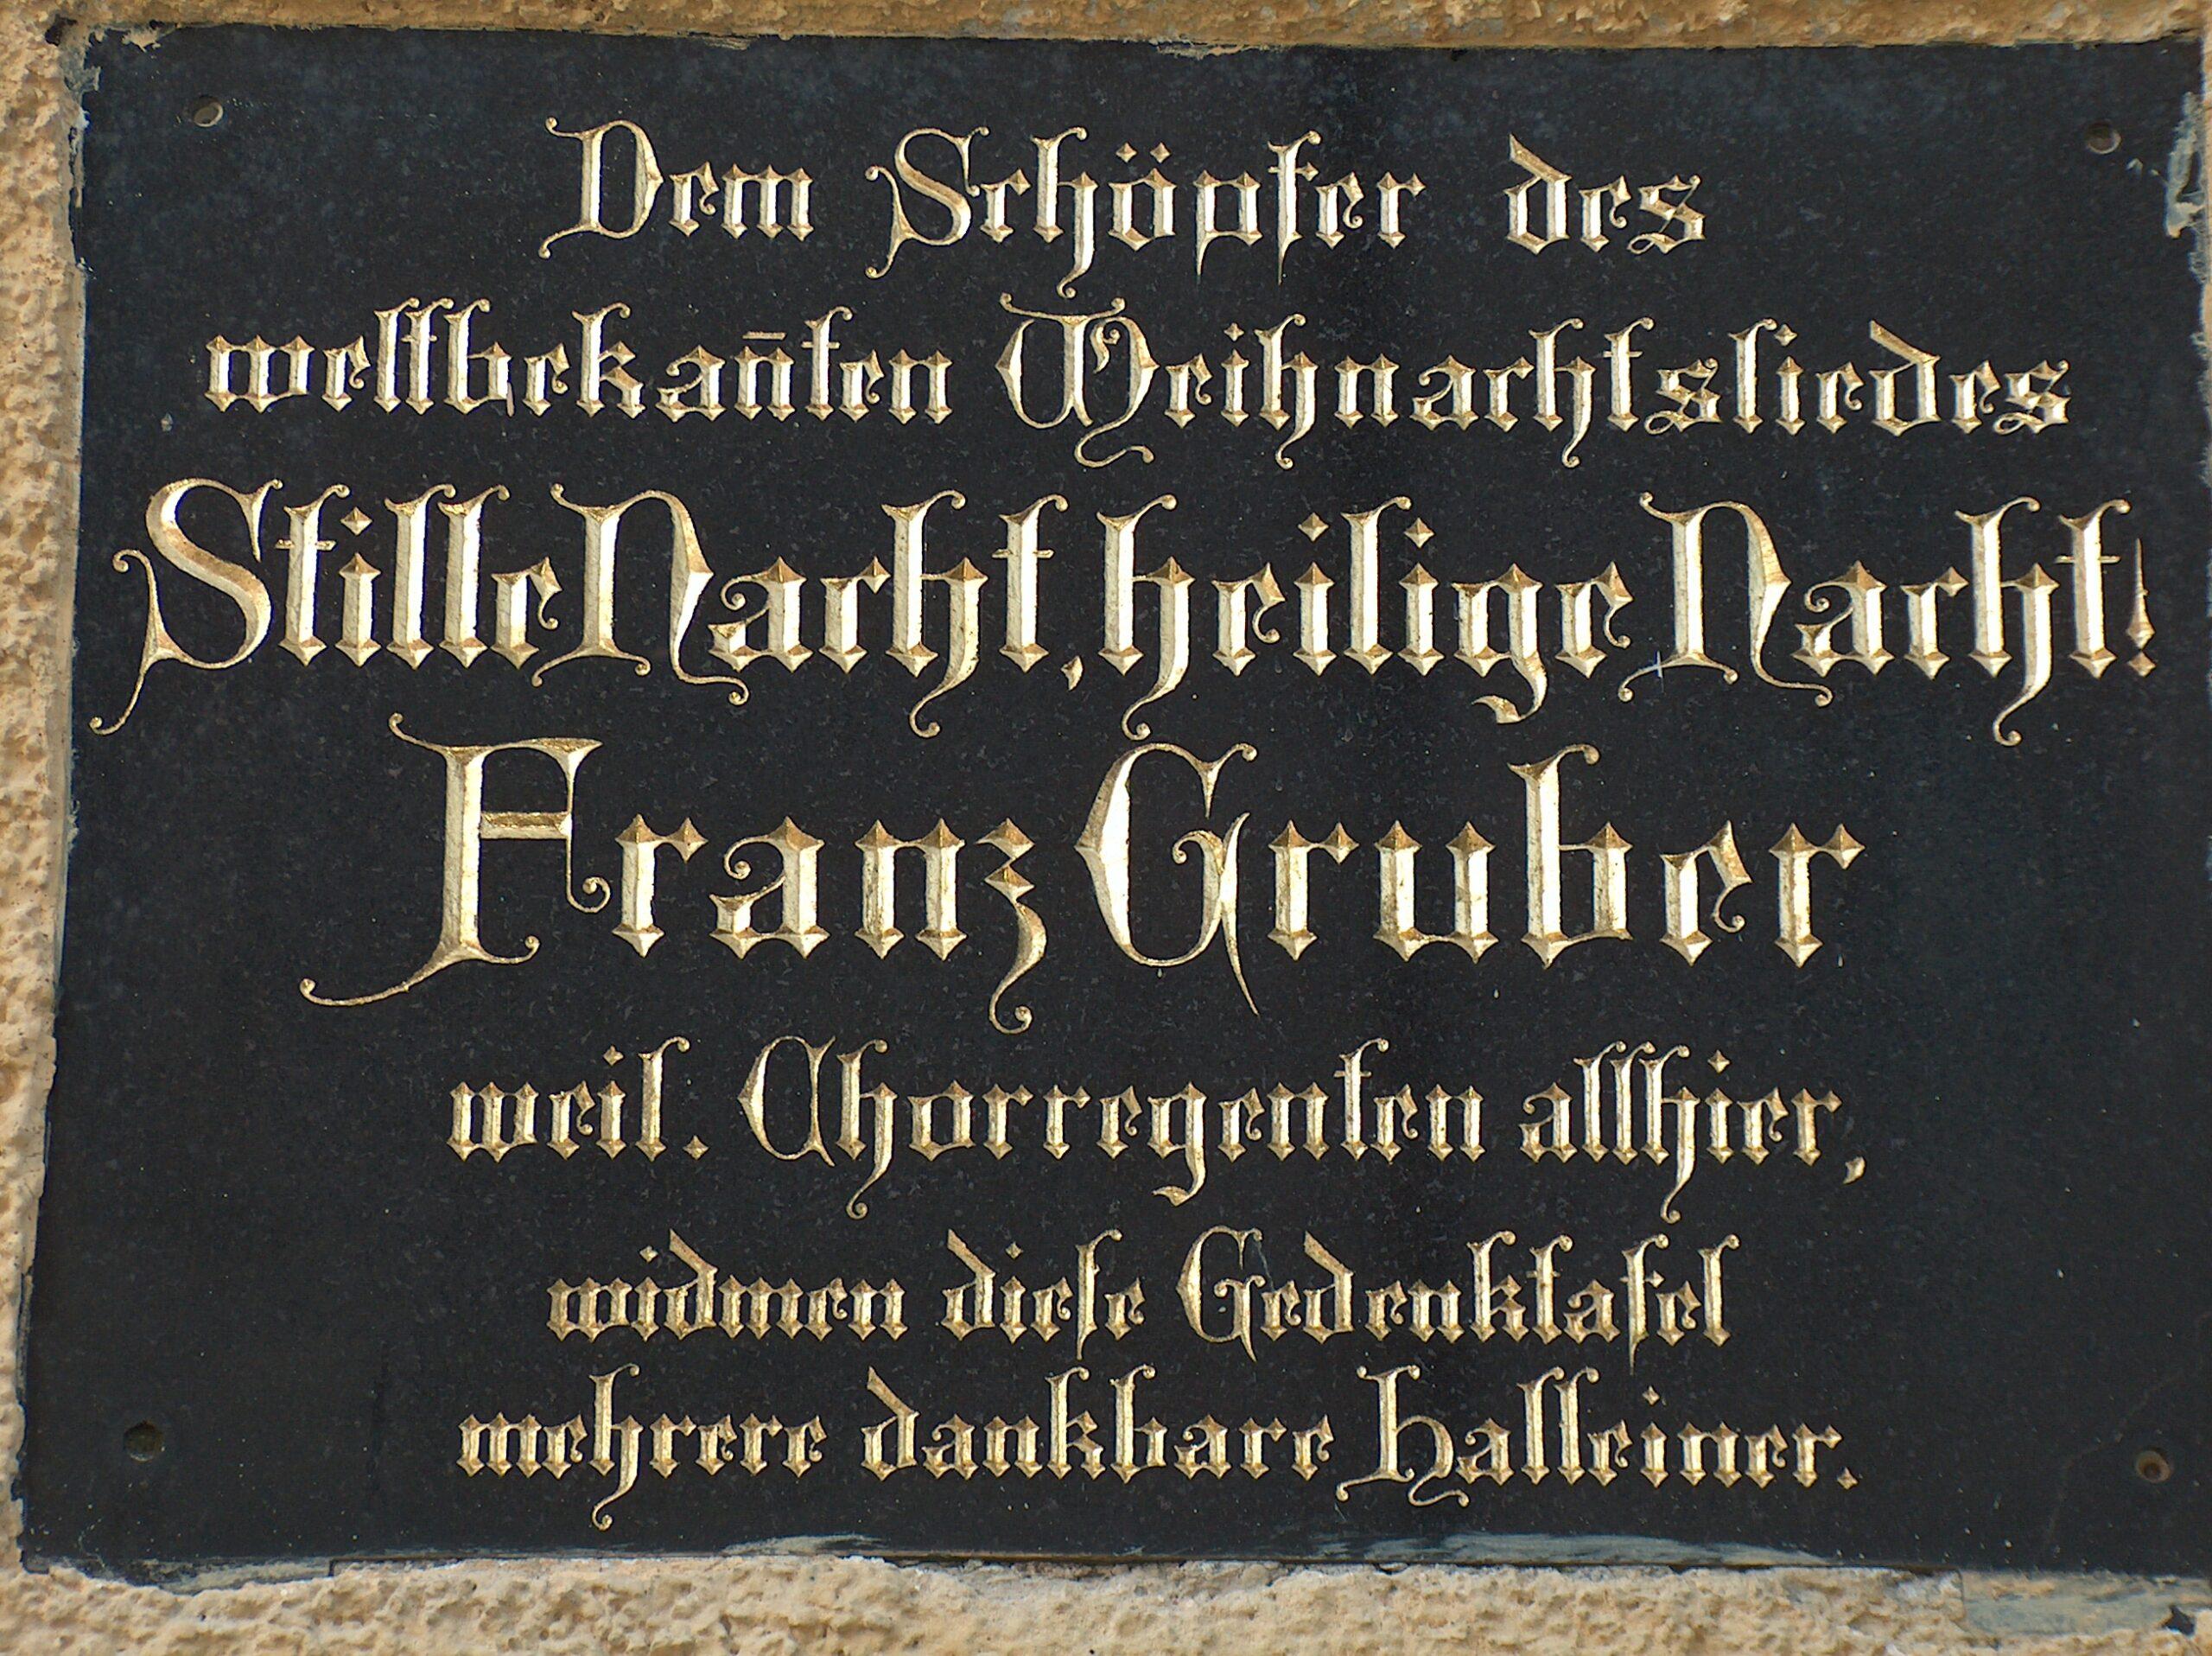 Dem Schöpfer des
weltbekan̄ten Weihnachtsliedes
Stille Nacht, heilige Nacht!
Franz Gruber
weil. Chorregenten allhier,
widmen diese Gedenktafel
mehrere dankbare Halleiner.